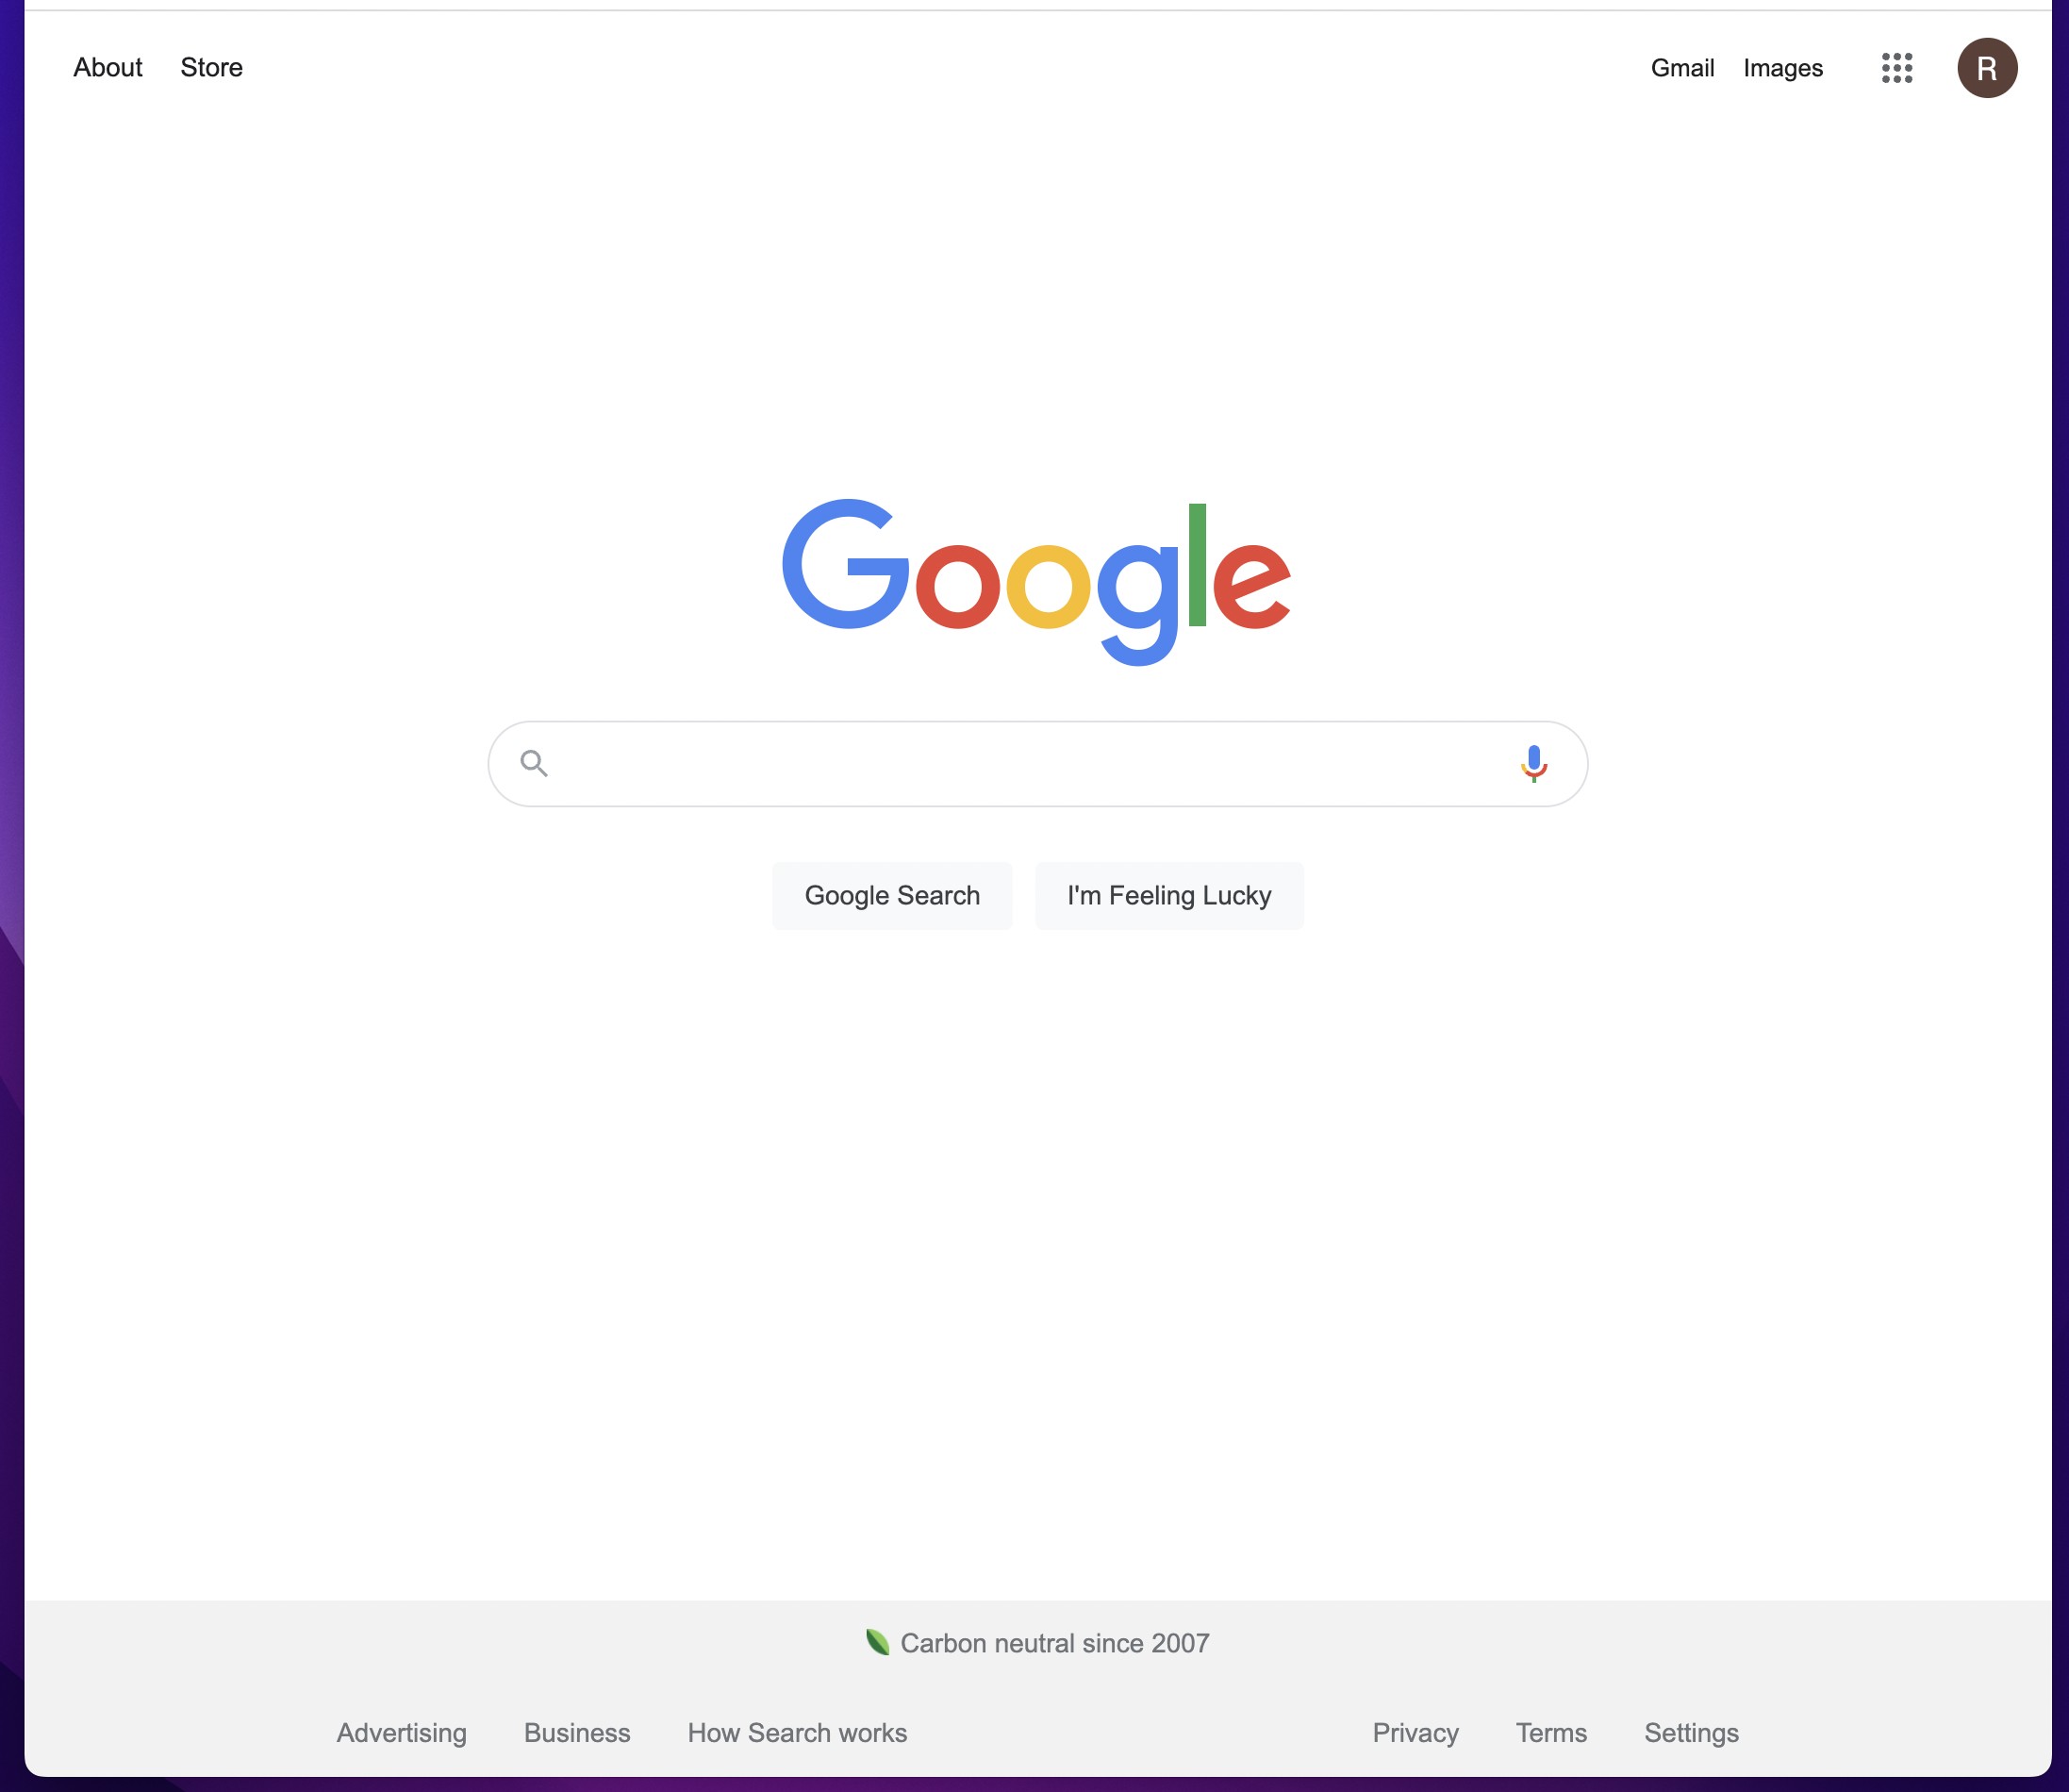 About Store Gmail Images R
Google
Google Search I'm Feeling Lucky
Carbon neutral since 2007
Advertising Business How Search works Privacy Terms Settings